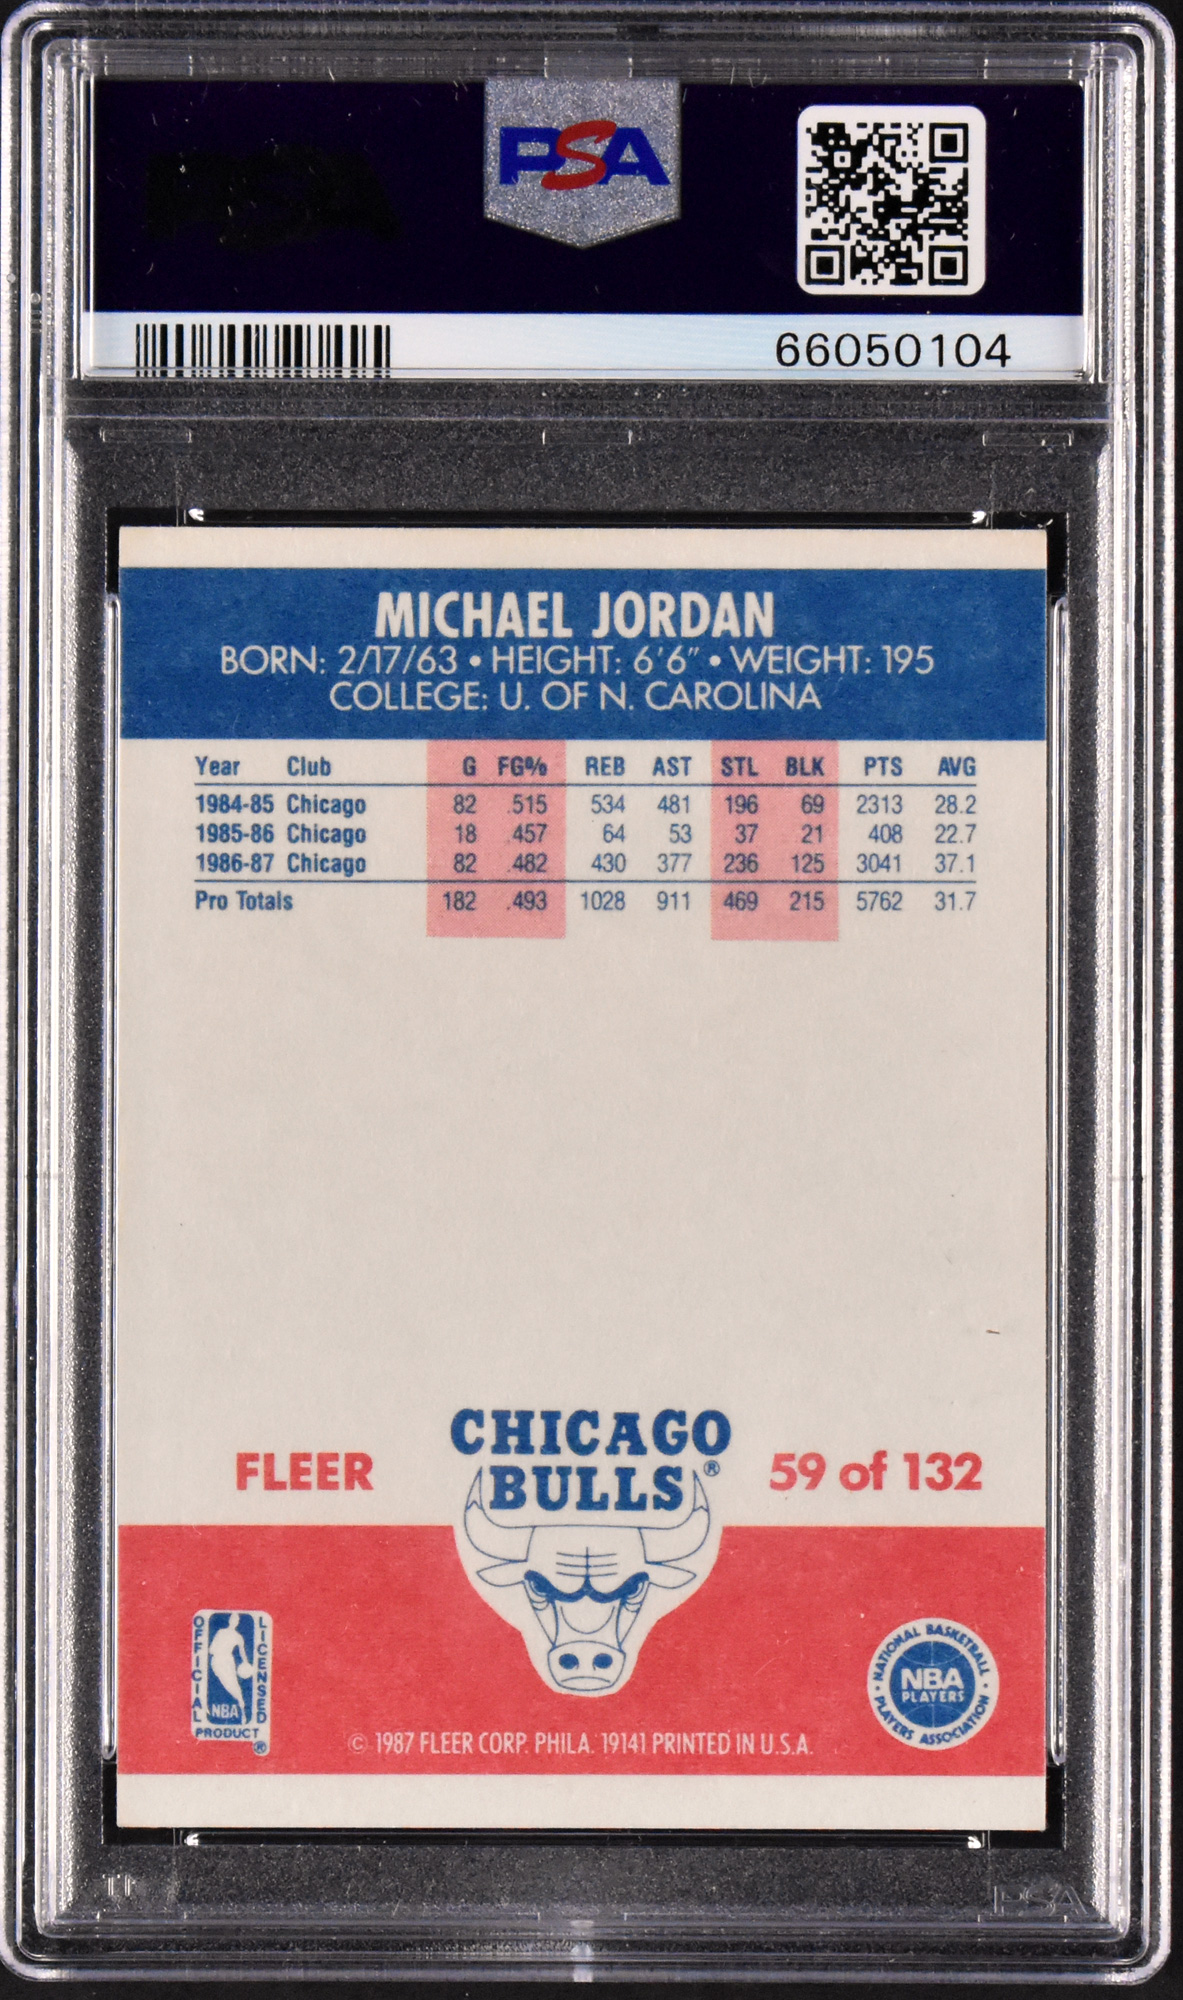 PSA
66050104
MICHAEL JORDAN
BORN: 2/17/63 • HEIGHT: 6'6" • WEIGHT: 195
COLLEGE: U. OF N. CAROLINA
Year Club G FG% REB AST STL BLK PTS AVG
1984-85 Chicago 82 .515 534 481 196 69 2313 28.2
1985-86 Chicago 18 .457 64 53 37 21 408 22.7
1986-87 Chicago 82 .482 430 377 236 125 3041 37.1
Pro Totals 182 .493 1028 911 469 215 5762 31.7
CHICAGO
BULLS®
FLEER
59 of 132
OFFICIAL
LICENSED
NBA
PRODUCT
®
NATIONAL BASKETBALL
NBA
PLAYERS
• PLAYERS ASSOCIATION •
© 1987 FLEER CORP. PHILA. 19141 PRINTED IN U.S.A.
PSA